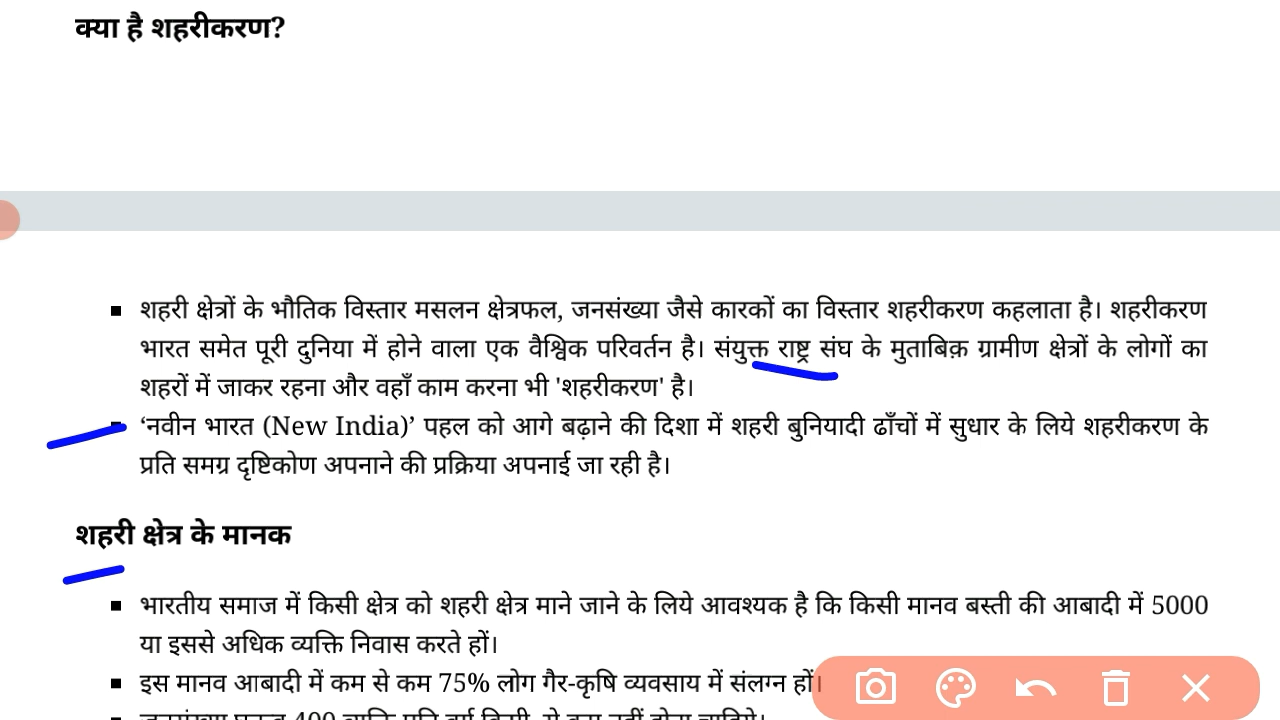 क्या है शहरीकरण?
शहरी क्षेत्रों के भौतिक विस्तार मसलन क्षेत्रफल, जनसंख्या जैसे कारकों का विस्तार शहरीकरण कहलाता है। शहरीकरण
भारत समेत पूरी दुनिया में होने वाला एक वैश्विक परिवर्तन है। संयुक्त राष्ट्र संघ के मुताबिक़ ग्रामीण क्षेत्रों के लोगों का
शहरों में जाकर रहना और वहाँ काम करना भी 'शहरीकरण' है।
‘नवीन भारत (New India)’ पहल को आगे बढ़ाने की दिशा में शहरी बुनियादी ढाँचों में सुधार के लिये शहरीकरण के
प्रति समग्र दृष्टिकोण अपनाने की प्रक्रिया अपनाई जा रही है।
शहरी क्षेत्र के मानक
भारतीय समाज में किसी क्षेत्र को शहरी क्षेत्र माने जाने के लिये आवश्यक है कि किसी मानव बस्ती की आबादी में 5000
या इससे अधिक व्यक्ति निवास करते हों।
इस मानव आबादी में कम से कम 75% लोग गैर-कृषि व्यवसाय में संलग्न हों।